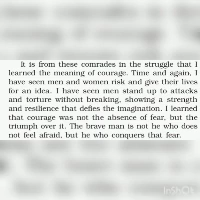 It is from these comrades in the struggle that I
learned the meaning of courage. Time and again, I
have seen men and women risk and give their lives
for an idea. I have seen men stand up to attacks
and torture without breaking, showing a strength
and resilience that defies the imagination. I learned
that courage was not the absence of fear, but the
triumph over it. The brave man is not he who does
not feel afraid, but he who conquers that fear.
InShOt